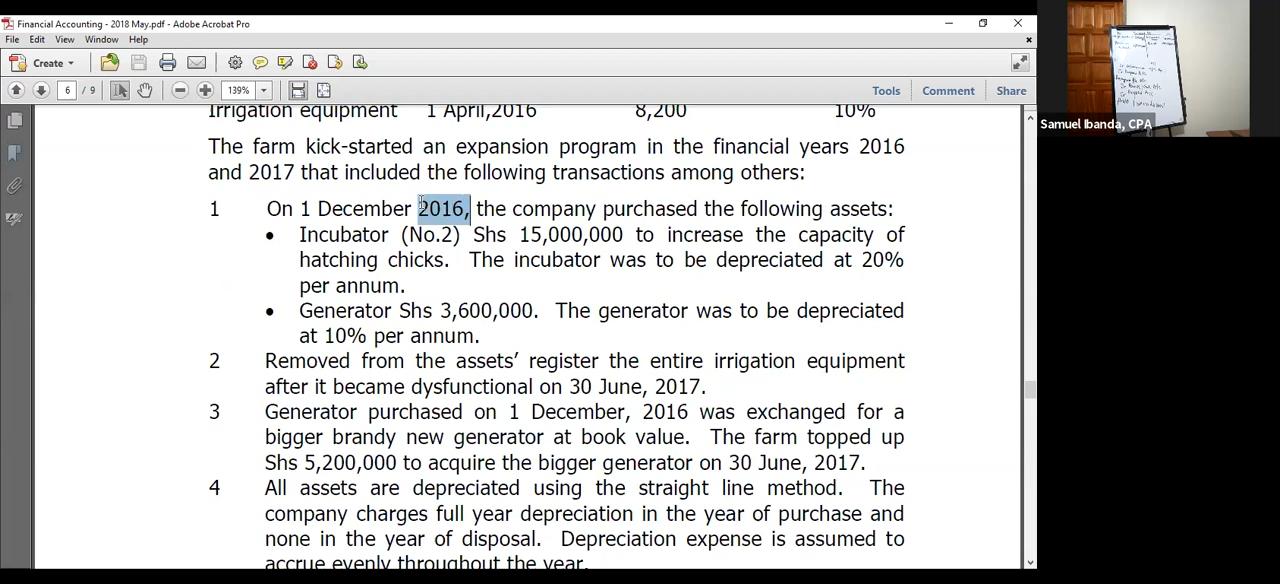 Financial Accounting - 2018 May.pdf - Adobe Acrobat Pro
File Edit View Window Help
Create
6 / 9 139% Tools Comment Share
Irrigation equipment 1 April,2016 8,200 10%
The farm kick-started an expansion program in the financial years 2016
and 2017 that included the following transactions among others:
1 On 1 December 2016, the company purchased the following assets:
• Incubator (No.2) Shs 15,000,000 to increase the capacity of
hatching chicks. The incubator was to be depreciated at 20%
per annum.
• Generator Shs 3,600,000. The generator was to be depreciated
at 10% per annum.
2 Removed from the assets’ register the entire irrigation equipment
after it became dysfunctional on 30 June, 2017.
3 Generator purchased on 1 December, 2016 was exchanged for a
bigger brandy new generator at book value. The farm topped up
Shs 5,200,000 to acquire the bigger generator on 30 June, 2017.
4 All assets are depreciated using the straight line method. The
company charges full year depreciation in the year of purchase and
none in the year of disposal. Depreciation expense is assumed to
accrue evenly throughout the year.
Samuel Ibanda, CPA